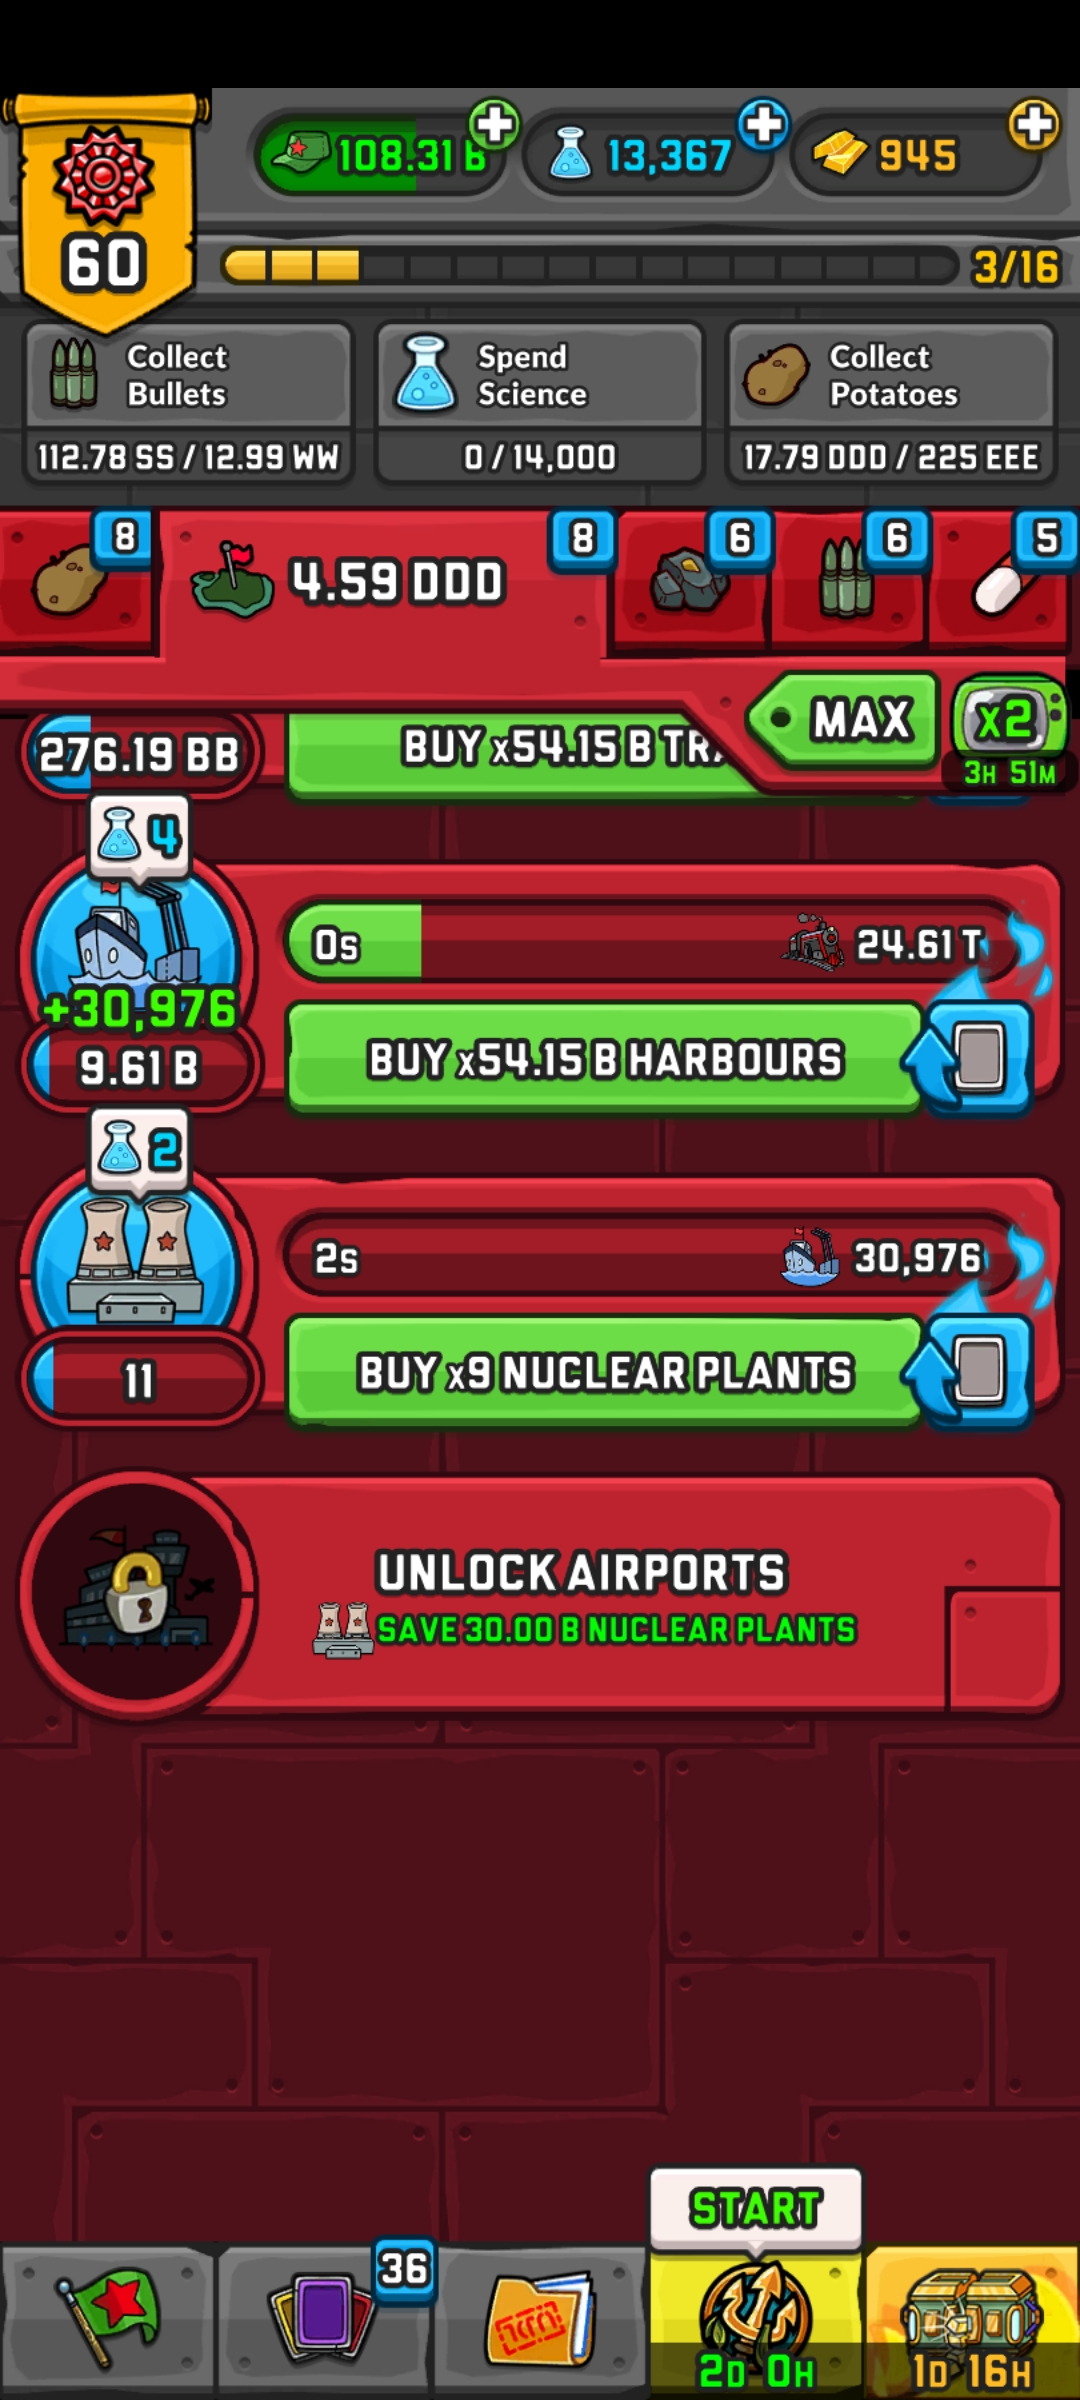 108.31 B
13,367
945
60
3/16
Collect
Bullets
Spend
Science
Collect
Potatoes
112.78 SS / 12.99 WW
0 / 14,000
17.79 DDD / 225 EEE
8
4.59 DDD
8
6
6
5
MAX
x2
3H 51M
276.19 BB
BUY x54.15 B
4
0s
24.61 T
+30,976
9.61 B
BUY x54.15 B HARBOURS
2
2s
30,976
11
BUY x9 NUCLEAR PLANTS
UNLOCK AIRPORTS
SAVE 30.00 B NUCLEAR PLANTS
START
36
2D 0H
1D 16H